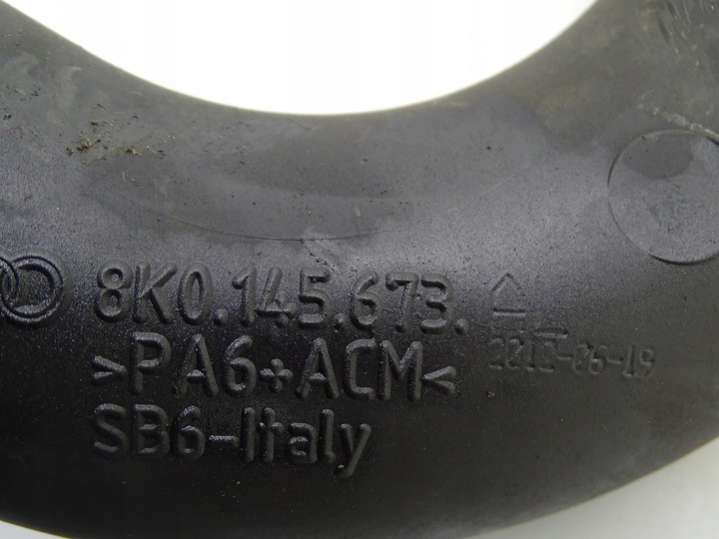 8K0.145.673.
>PA6+ACM<
SB6-Italy